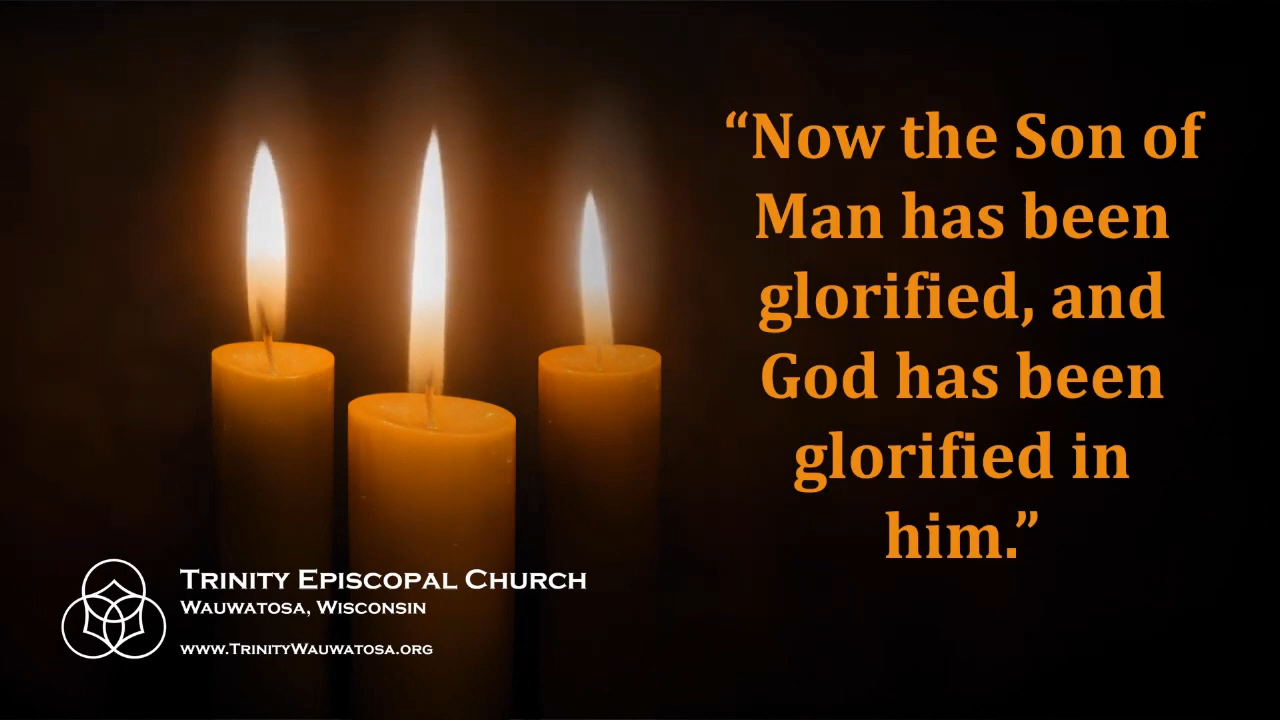 “Now the Son of
Man has been
glorified, and
God has been
glorified in
him.”
Trinity Episcopal Church
Wauwatosa, Wisconsin
www.TrinityWauwatosa.org